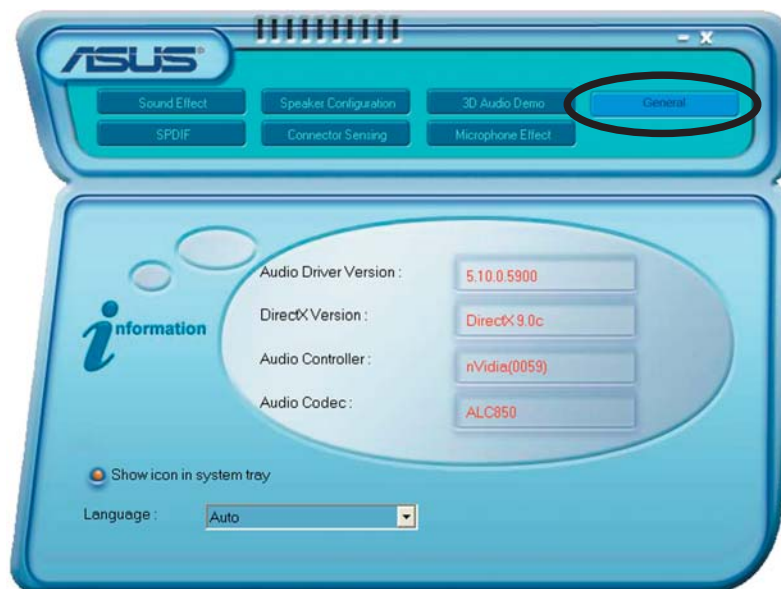 ASUS®
Sound Effect
Speaker Configuration
3D Audio Demo
General
SPDIF
Connector Sensing
Microphone Effect
information
Audio Driver Version : 5.10.0.5900
DirectX Version : DirectX 9.0c
Audio Controller : nVidia(0059)
Audio Codec : ALC850
Show icon in system tray
Language : Auto